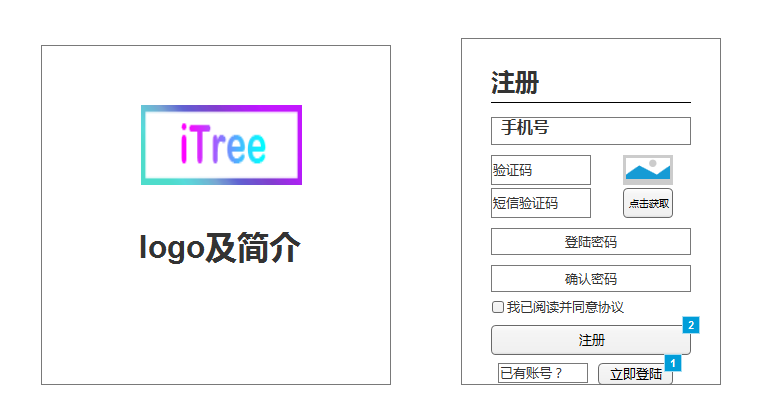 iTree
logo及简介
注册
手机号
验证码
短信验证码
点击获取
登陆密码
确认密码
我已阅读并同意协议
2
注册
1
已有账号？
立即登陆